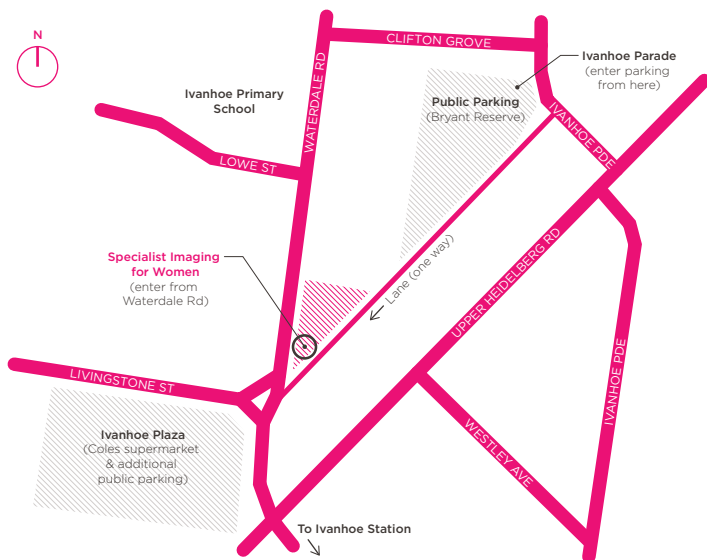 N
CLIFTON GROVE
Ivanhoe Parade
(enter parking
from here)
WATERDALE RD
Ivanhoe Primary
School
Public Parking
(Bryant Reserve)
IVANHOE PDE
LOWE ST
Specialist Imaging
for Women
(enter from
Waterdale Rd)
Lane (one way)
UPPER HEIDELBERG RD
LIVINGSTONE ST
IVANHOE PDE
Ivanhoe Plaza
(Coles supermarket
& additional
public parking)
WESTLEY AVE
To Ivanhoe Station